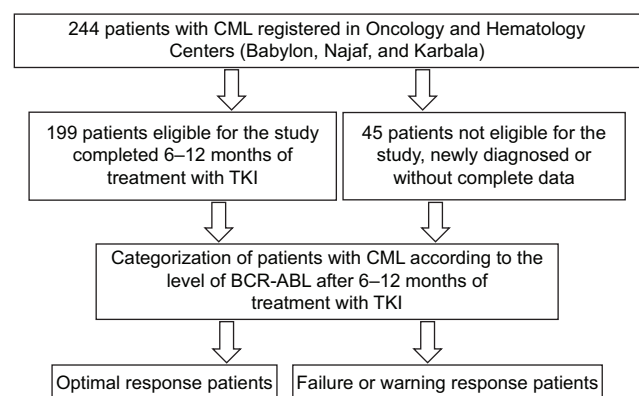 244 patients with CML registered in Oncology and Hematology
Centers (Babylon, Najaf, and Karbala)
199 patients eligible for the study
completed 6–12 months of
treatment with TKI
45 patients not eligible for the
study, newly diagnosed or
without complete data
Categorization of patients with CML according to the
level of BCR-ABL after 6–12 months of
treatment with TKI
Optimal response patients
Failure or warning response patients